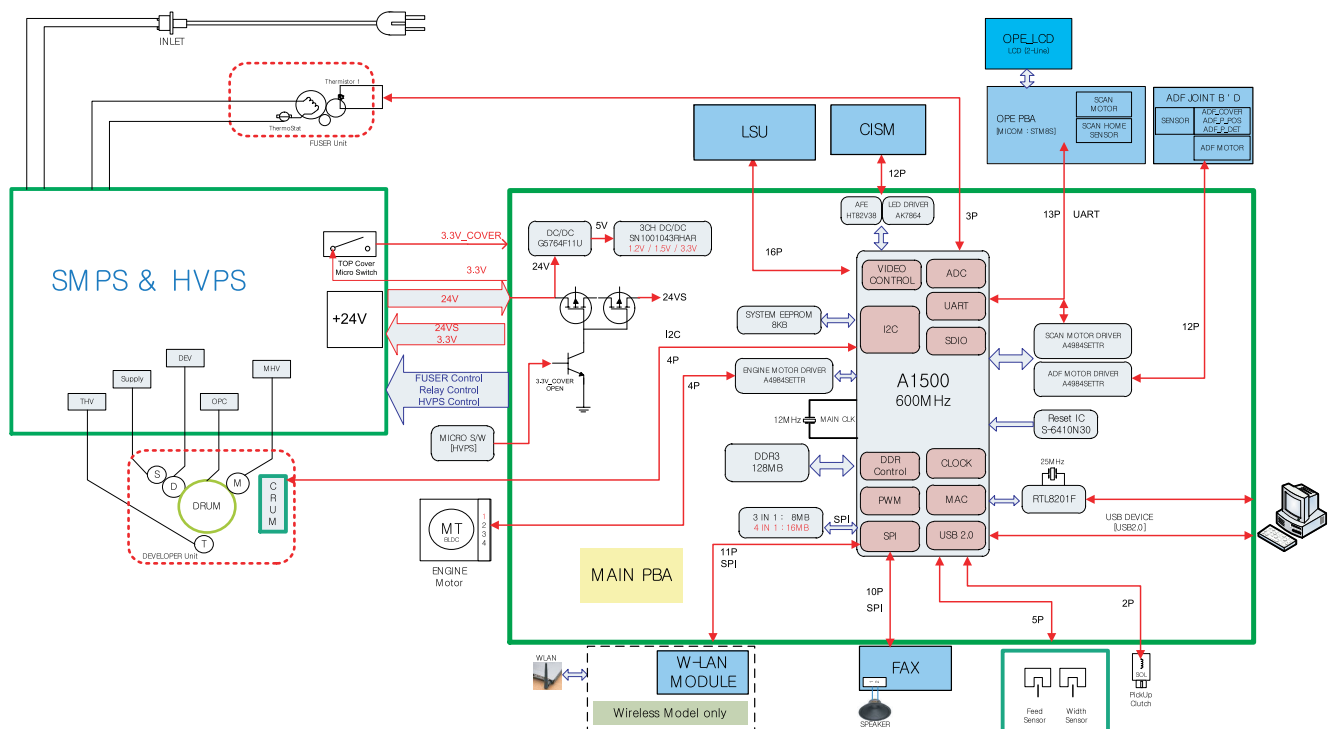 INLET
Thermistor 1
ThermoStat
FUSER Unit
OPE_LCD
LCD (2-Line)
OPE PBA
[MICOM : STM8S]
SCAN
MOTOR
SCAN HOME
SENSOR
ADF JOINT B ' D
SENSOR
ADF_COVER
ADF_P_POS
ADF_P_DET
ADF MOTOR
LSU
CISM
12P
AFE
HT82V38
LED DRIVER
AK7864
3P
13P
UART
16P
12P
SMPS & HVPS
TOP Cover
Micro Switch
3.3V_COVER
3.3V
+24V
24V
24VS
3.3V
FUSER Control
Relay Control
HVPS Control
DC/DC
G5764F11U
5V
3CH DC/DC
SN1001043RHAR
1.2V / 1.5V / 3.3V
24V
24VS
3.3V_COVER
OPEN
MICRO S/W
[HVPS]
I2C
4P
4P
SYSTEM EEPROM
8KB
ENGINE MOTOR DRIVER
A4984SETTR
12MHz
MAIN CLK
DDR3
128MB
3 IN 1 : 8MB
4 IN 1 : 16MB
SPI
VIDEO
CONTROL
ADC
UART
I2C
SDIO
A1500
600MHz
DDR
Control
CLOCK
PWM
MAC
SPI
USB 2.0
SCAN MOTOR DRIVER
A4984SETTR
ADF MOTOR DRIVER
A4984SETTR
Reset IC
S-6410N30
25MHz
RTL8201F
USB DEVICE
[USB2.0]
THV
Supply
DEV
OPC
MHV
S
D
M
T
DRUM
C
R
U
M
DEVELOPER Unit
MT
BLDC
1
2
3
4
ENGINE
Motor
MAIN PBA
11P
SPI
10P
SPI
5P
2P
WLAN
W-LAN
MODULE
Wireless Model only
FAX
SPEAKER
Feed
Sensor
Width
Sensor
SOL
PickUp
Clutch